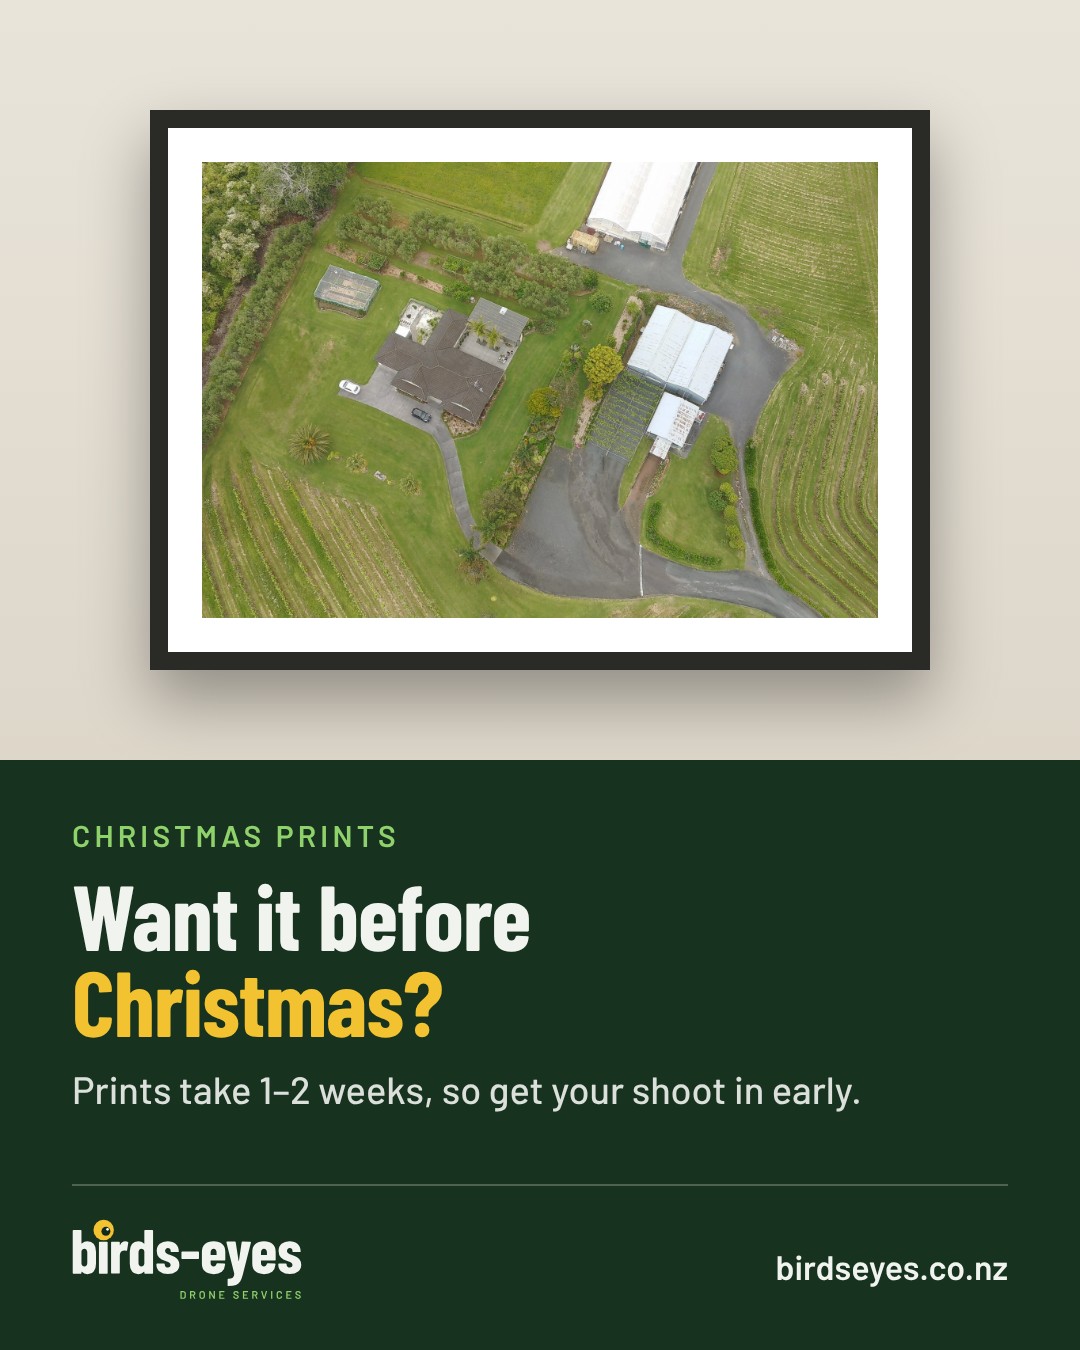 CHRISTMAS PRINTS
Want it before
Christmas?
Prints take 1–2 weeks, so get your shoot in early.
birds-eyes
DRONE SERVICES
birdseyes.co.nz